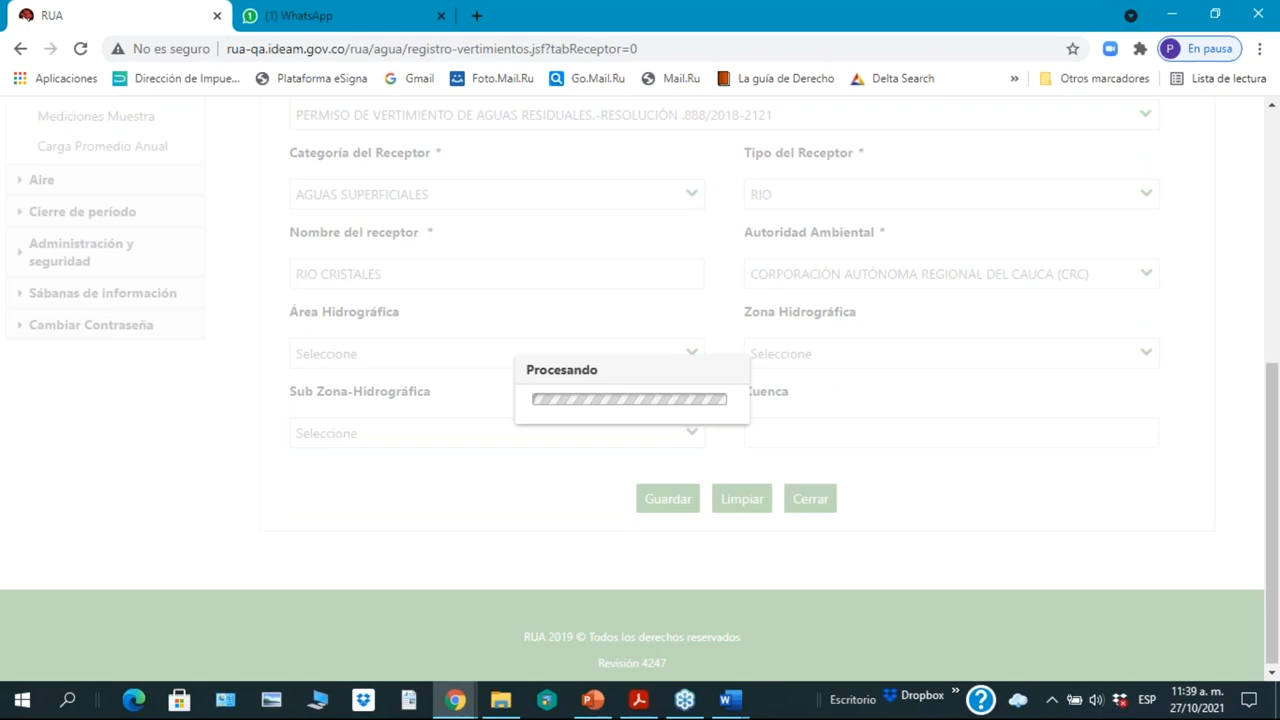 RUA
(1) WhatsApp
No es seguro
rua-qa.ideam.gov.co/rua/agua/registro-vertimientos.jsf?tabReceptor=0
P
En pausa
Aplicaciones
Dirección de Impue...
Plataforma eSigna
Gmail
Foto.Mail.Ru
Go.Mail.Ru
Mail.Ru
La guía de Derecho
Delta Search
»
Otros marcadores
Lista de lectura
Mediciones Muestra
Carga Promedio Anual
Aire
Cierre de período
Administración y
seguridad
Sábanas de información
Cambiar Contraseña
PERMISO DE VERTIMIENTO DE AGUAS RESIDUALES.-RESOLUCIÓN .888/2018-2121
Categoría del Receptor *
Tipo del Receptor *
AGUAS SUPERFICIALES
RIO
Nombre del receptor *
Autoridad Ambiental *
RIO CRISTALES
CORPORACIÓN AUTÓNOMA REGIONAL DEL CAUCA (CRC)
Área Hidrográfica
Zona Hidrográfica
Seleccione
Seleccione
Procesando
Sub Zona-Hidrográfica
Cuenca
Seleccione
Guardar
Limpiar
Cerrar
RUA 2019 © Todos los derechos reservados
Revisión 4247
Escritorio
Dropbox
»
ESP
11:39 a. m.
27/10/2021